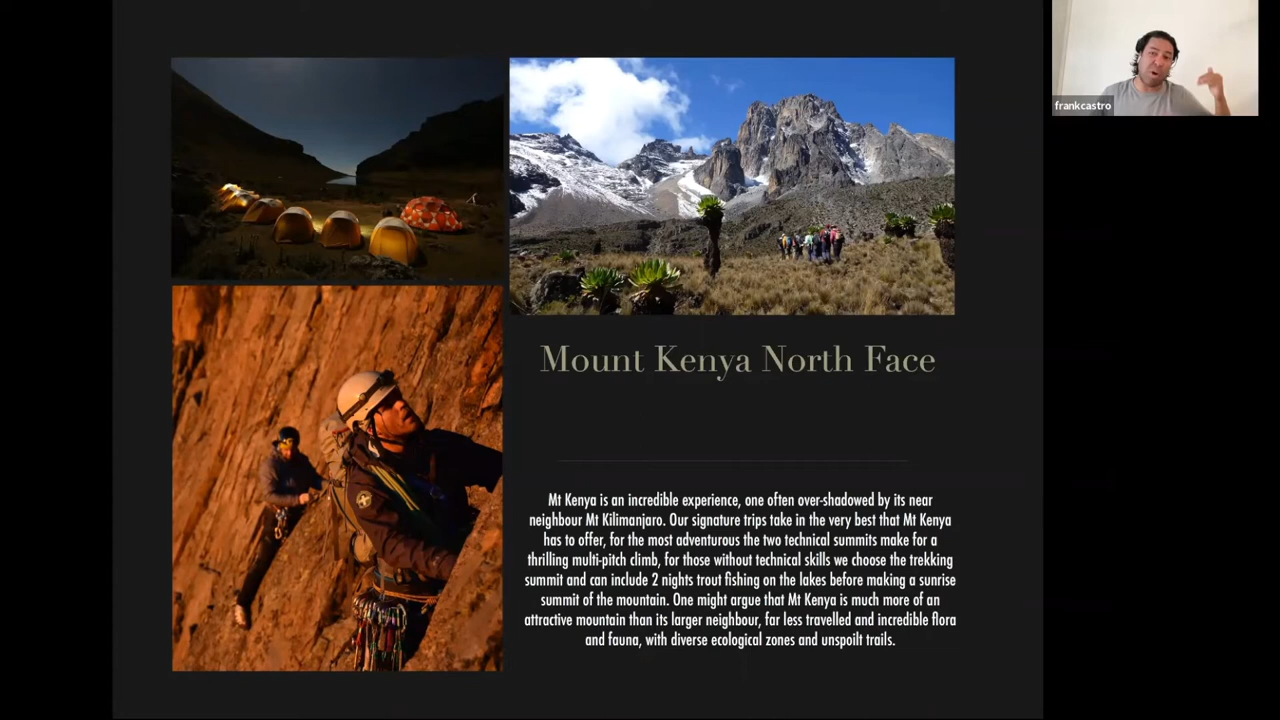 frankcastro
Mount Kenya North Face
Mt Kenya is an incredible experience, one often over-shadowed by its near
neighbour Mt Kilimanjaro. Our signature trips take in the very best that Mt Kenya
has to offer, for the most adventurous the two technical summits make for a
thrilling multi-pitch climb, for those without technical skills we choose the trekking
summit and can include 2 nights trout fishing on the lakes before making a sunrise
summit of the mountain. One might argue that Mt Kenya is much more of an
attractive mountain than its larger neighbour, far less travelled and incredible flora
and fauna, with diverse ecological zones and unspoilt trails.